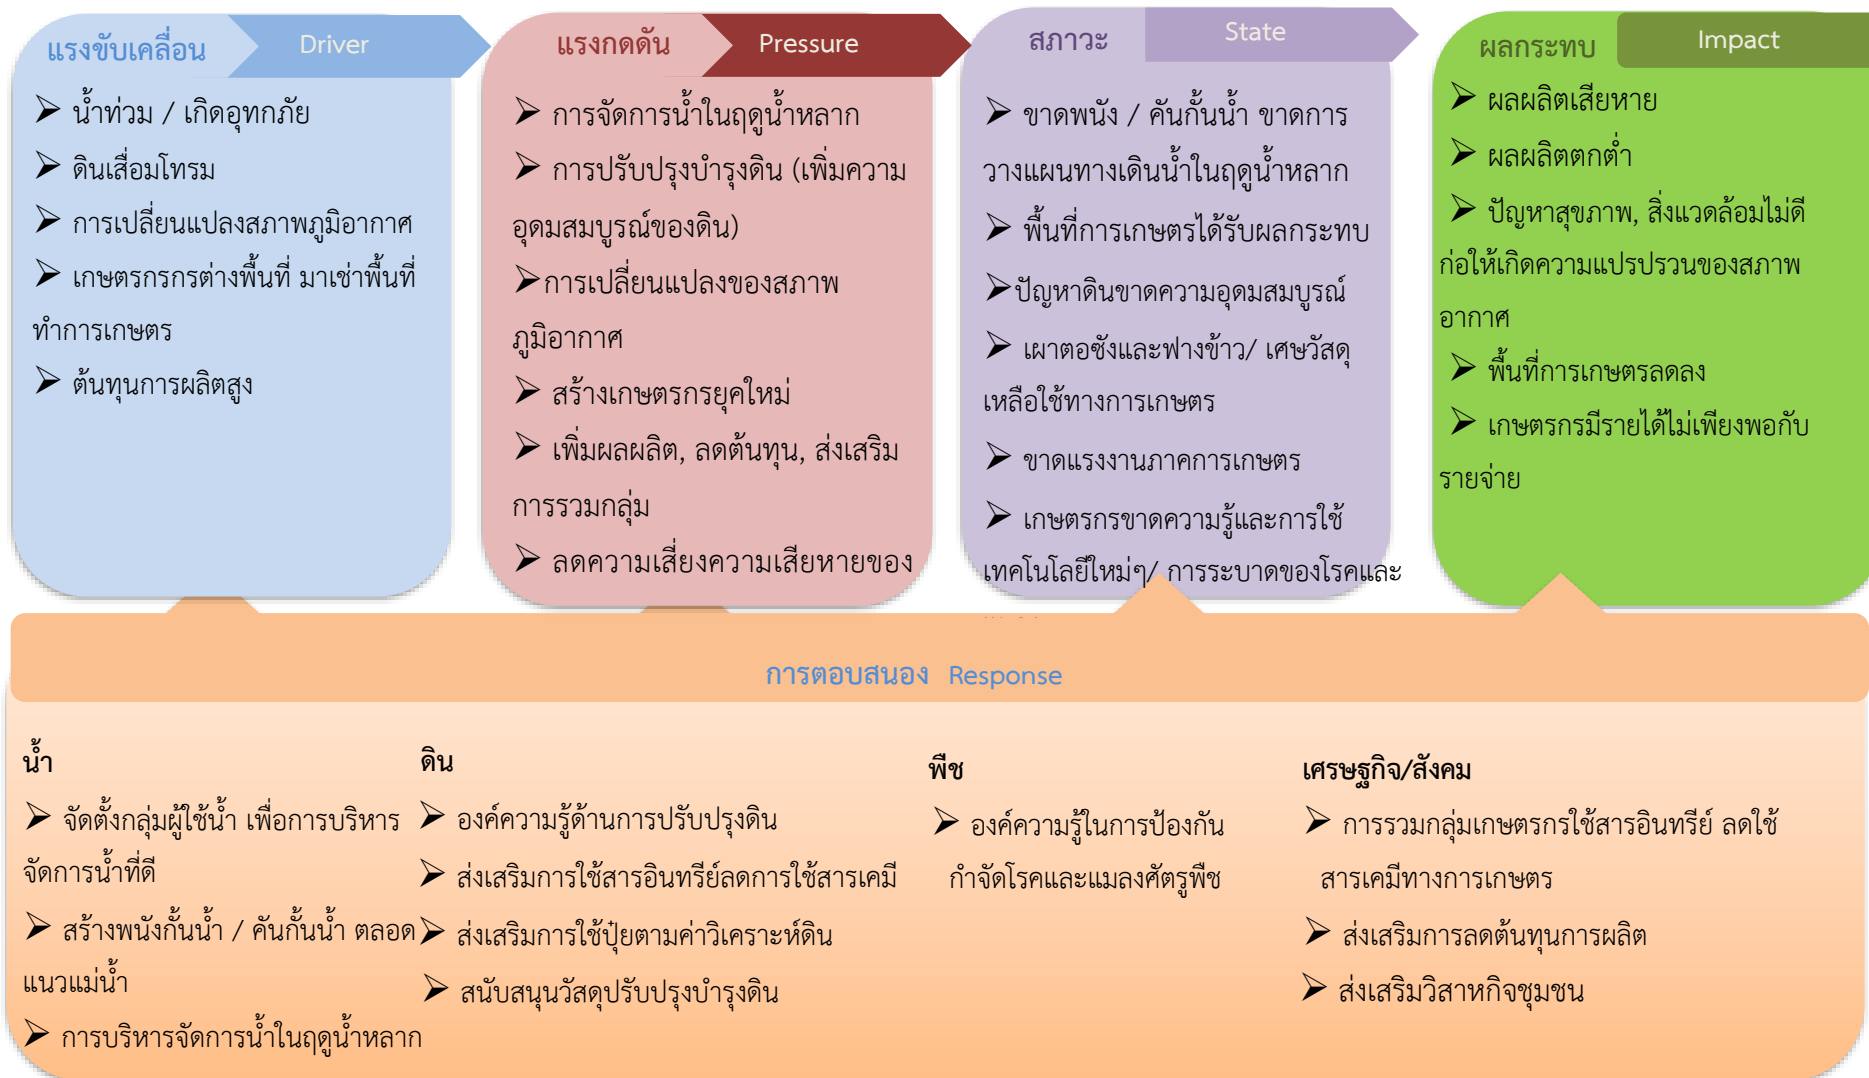 แรงขับเคลื่อน Driver
➢ น้ำท่วม / เกิดอุทกภัย
➢ ดินเสื่อมโทรม
➢ การเปลี่ยนแปลงสภาพภูมิอากาศ
➢ เกษตรกรกรต่างพื้นที่ มาเช่าพื้นที่
ทำการเกษตร
➢ ต้นทุนการผลิตสูง
แรงกดดัน Pressure
➢ การจัดการน้ำในฤดูน้ำหลาก
➢ การปรับปรุงบำรุงดิน (เพิ่มความ
อุดมสมบูรณ์ของดิน)
➢การเปลี่ยนแปลงของสภาพ
ภูมิอากาศ
➢ สร้างเกษตรกรยุคใหม่
➢ เพิ่มผลผลิต, ลดต้นทุน, ส่งเสริม
การรวมกลุ่ม
➢ ลดความเสี่ยงความเสียหายของ
สภาวะ State
➢ ขาดพนัง / คันกั้นน้ำ ขาดการ
วางแผนทางเดินน้ำในฤดูน้ำหลาก
➢ พื้นที่การเกษตรได้รับผลกระทบ
➢ปัญหาดินขาดความอุดมสมบูรณ์
➢ เผาตอซังและฟางข้าว/ เศษวัสดุ
เหลือใช้ทางการเกษตร
➢ ขาดแรงงานภาคการเกษตร
➢ เกษตรกรขาดความรู้และการใช้
เทคโนโลยีใหม่ๆ/ การระบาดของโรคและ
ผลกระทบ Impact
➢ ผลผลิตเสียหาย
➢ ผลผลิตตกต่ำ
➢ ปัญหาสุขภาพ, สิ่งแวดล้อมไม่ดี
ก่อให้เกิดความแปรปรวนของสภาพ
อากาศ
➢ พื้นที่การเกษตรลดลง
➢ เกษตรกรมีรายได้ไม่เพียงพอกับ
รายจ่าย
การตอบสนอง Response
น้ำ
➢ จัดตั้งกลุ่มผู้ใช้น้ำ เพื่อการบริหาร
จัดการน้ำที่ดี
➢ สร้างพนังกั้นน้ำ / คันกั้นน้ำ ตลอด
แนวแม่น้ำ
➢ การบริหารจัดการน้ำในฤดูน้ำหลาก
ดิน
➢ องค์ความรู้ด้านการปรับปรุงดิน
➢ ส่งเสริมการใช้สารอินทรีย์ลดการใช้สารเคมี
➢ ส่งเสริมการใช้ปุ๋ยตามค่าวิเคราะห์ดิน
➢ สนับสนุนวัสดุปรับปรุงบำรุงดิน
พืช
➢ องค์ความรู้ในการป้องกัน
กำจัดโรคและแมลงศัตรูพืช
เศรษฐกิจ/สังคม
➢ การรวมกลุ่มเกษตรกรใช้สารอินทรีย์ ลดใช้
สารเคมีทางการเกษตร
➢ ส่งเสริมการลดต้นทุนการผลิต
➢ ส่งเสริมวิสาหกิจชุมชน